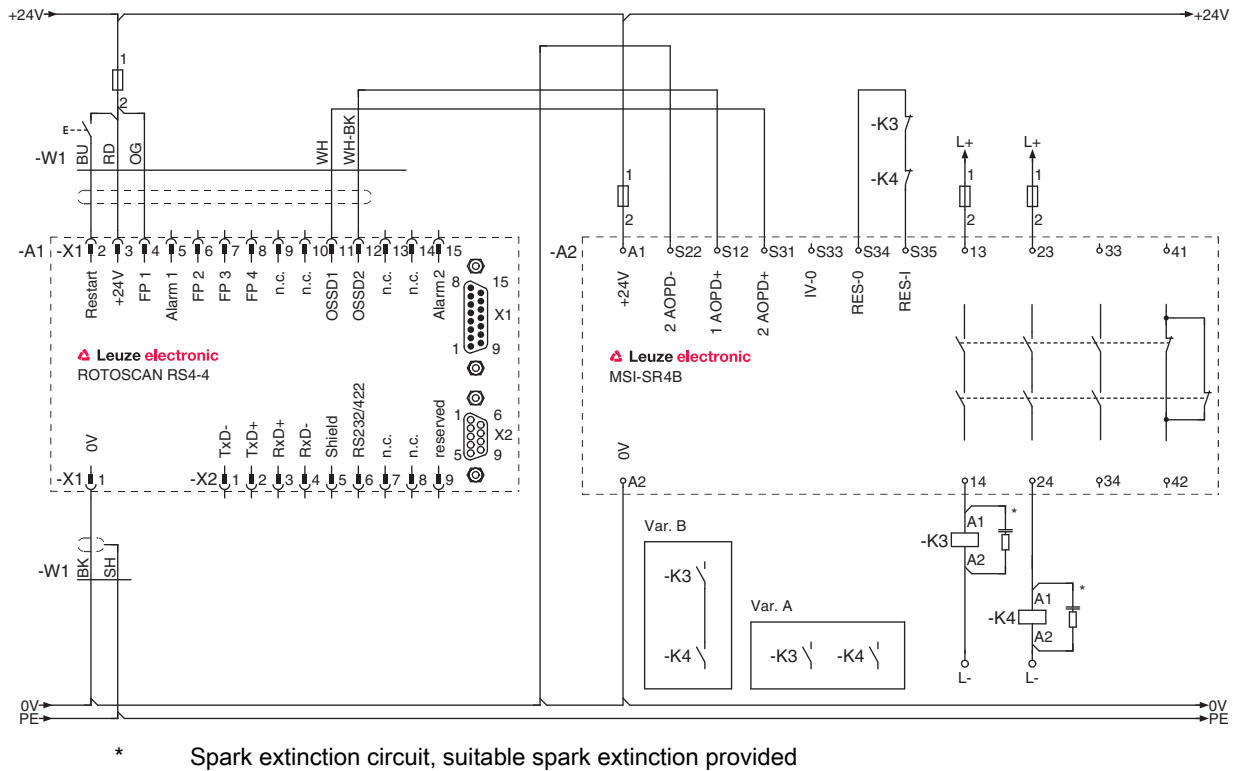 +24V +24V
1
2
-K3
-W1 BU RD OG WH WH-BK
-K4
L+ L+
1 1 1
2 2 2
-A1 -X1 2 3 4 5 6 7 8 9 10 11 12 13 14 15
-A2 A1 S22 S12 S31 S33 S34 S35 13 23 33 41
Restart +24V FP 1 Alarm 1 FP 2 FP 3 FP 4 n.c. n.c. OSSD1 OSSD2 n.c. n.c. Alarm 2
+24V 2 AOPD- 1 AOPD+ 2 AOPD+ IV-0 RES-0 RES-I
8 15
X1
1 9
Leuze electronic
ROTOSCAN RS4-4
Leuze electronic
MSI-SR4B
0V TxD- TxD+ RxD+ RxD- Shield RS232/422 n.c. n.c. reserved
1 6
X2
5 9
0V
-X1 1 -X2 1 2 3 4 5 6 7 8 9
A2 14 24 34 42
-W1 BK SH
Var. B
-K3
-K4
Var. A
-K3 -K4
-K3 A1 A2 *
-K4 A1 A2 *
L- L-
0V 0V
PE PE
* Spark extinction circuit, suitable spark extinction provided